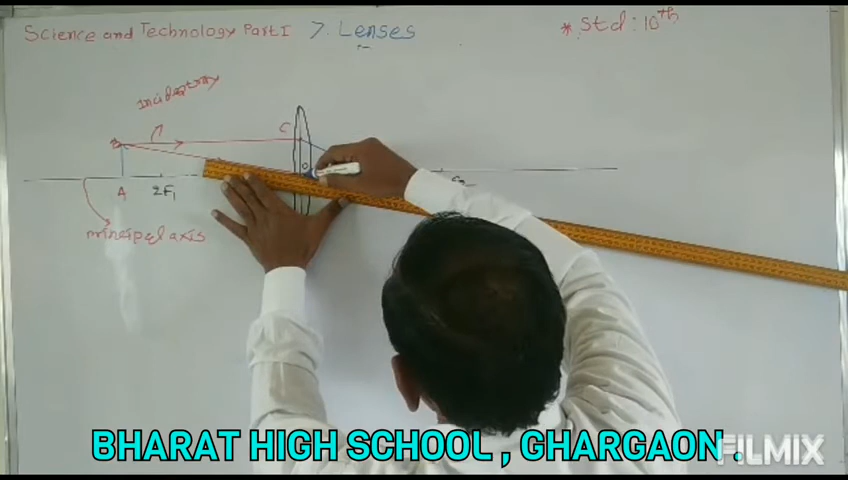 Science and Technology Part I 7. Lenses
* Std : 10th
Incident ray
C
O
A 2F1
principal axis
BHARAT HIGH SCHOOL , GHARGAON .
FILMIX